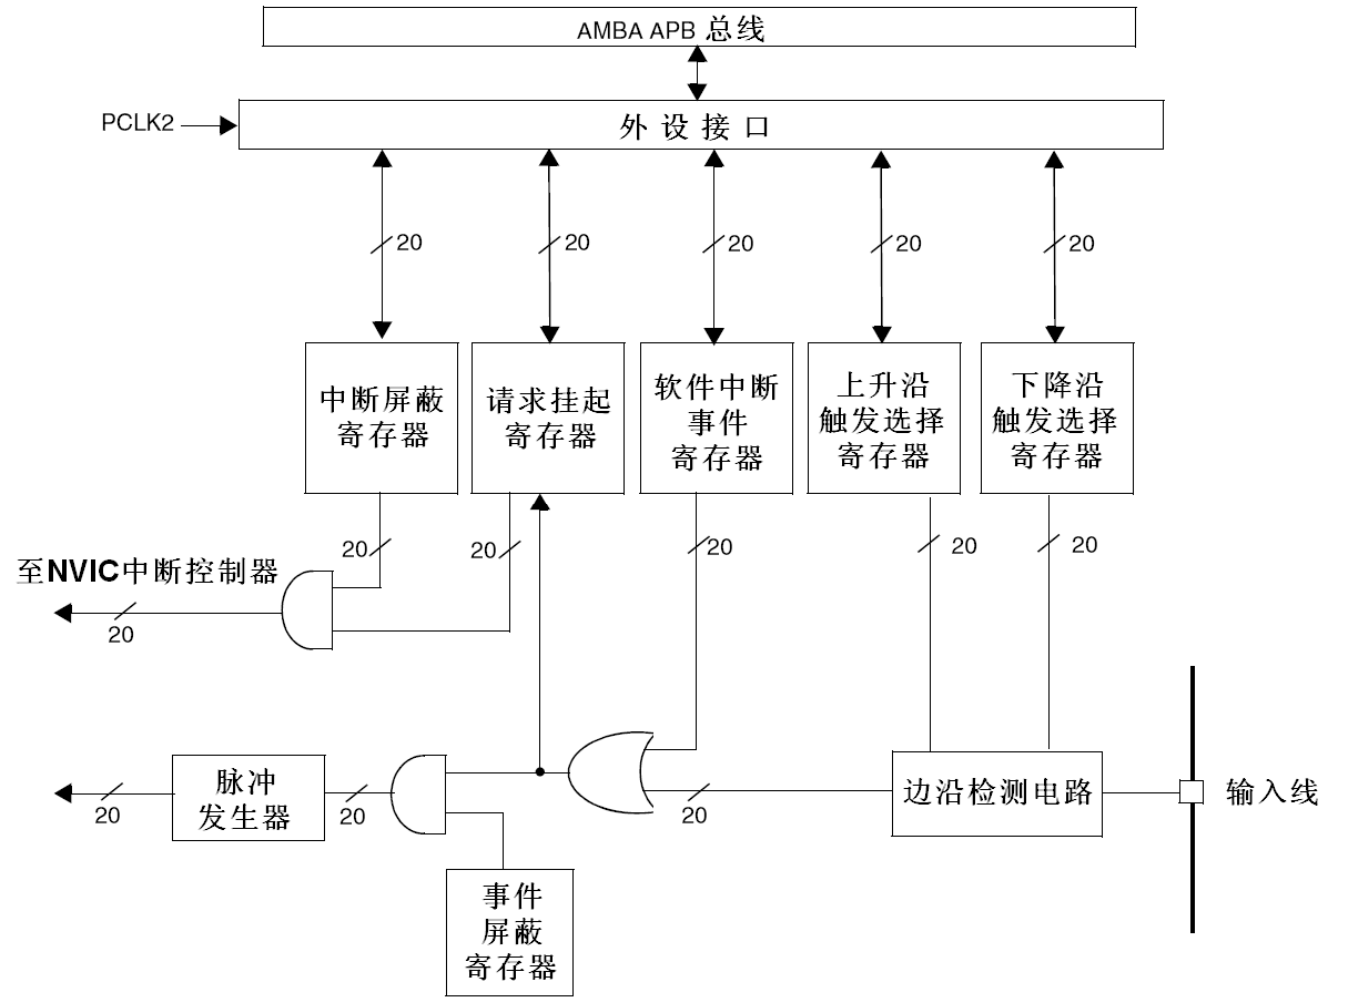 AMBA APB 总线
PCLK2
外设接口
20
20
20
20
20
中断屏蔽
寄存器
请求挂起
寄存器
软件中断
事件
寄存器
上升沿
触发选择
寄存器
下降沿
触发选择
寄存器
20
20
20
20
20
至NVIC中断控制器
20
脉冲
发生器
20
20
20
边沿检测电路
输入线
事件
屏蔽
寄存器